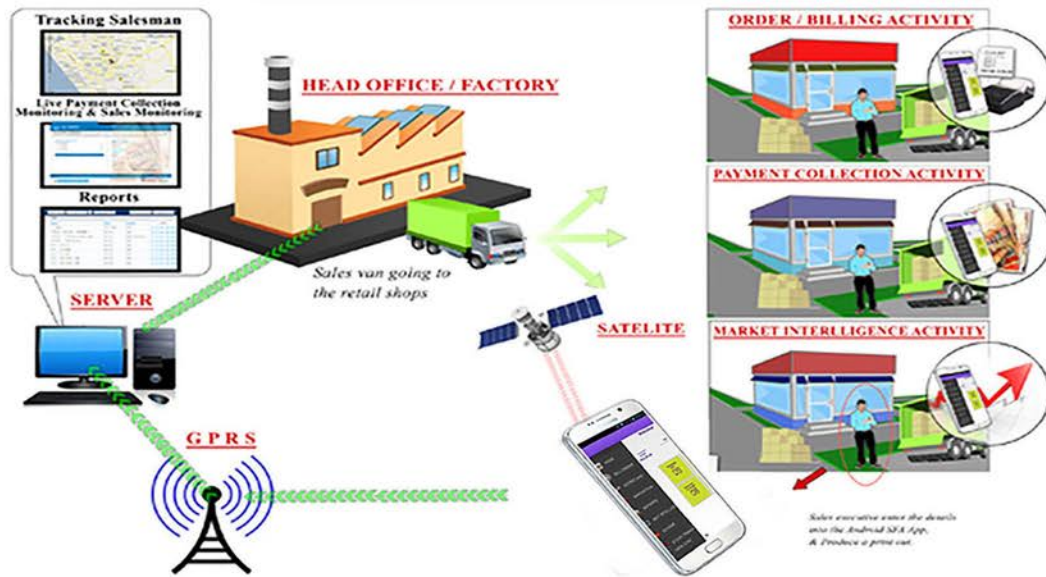 Tracking Salesman
Live Payment Collection
Monitoring & Sales Monitoring
Reports
SERVER
HEAD OFFICE / FACTORY
Sales van going to
the retail shops
SATELITE
G P R S
ORDER / BILLING ACTIVITY
PAYMENT COLLECTION ACTIVITY
MARKET INTERLLIGENCE ACTIVITY
Sales executive enter the details
into the Android SFA App,
& Produce a print out.